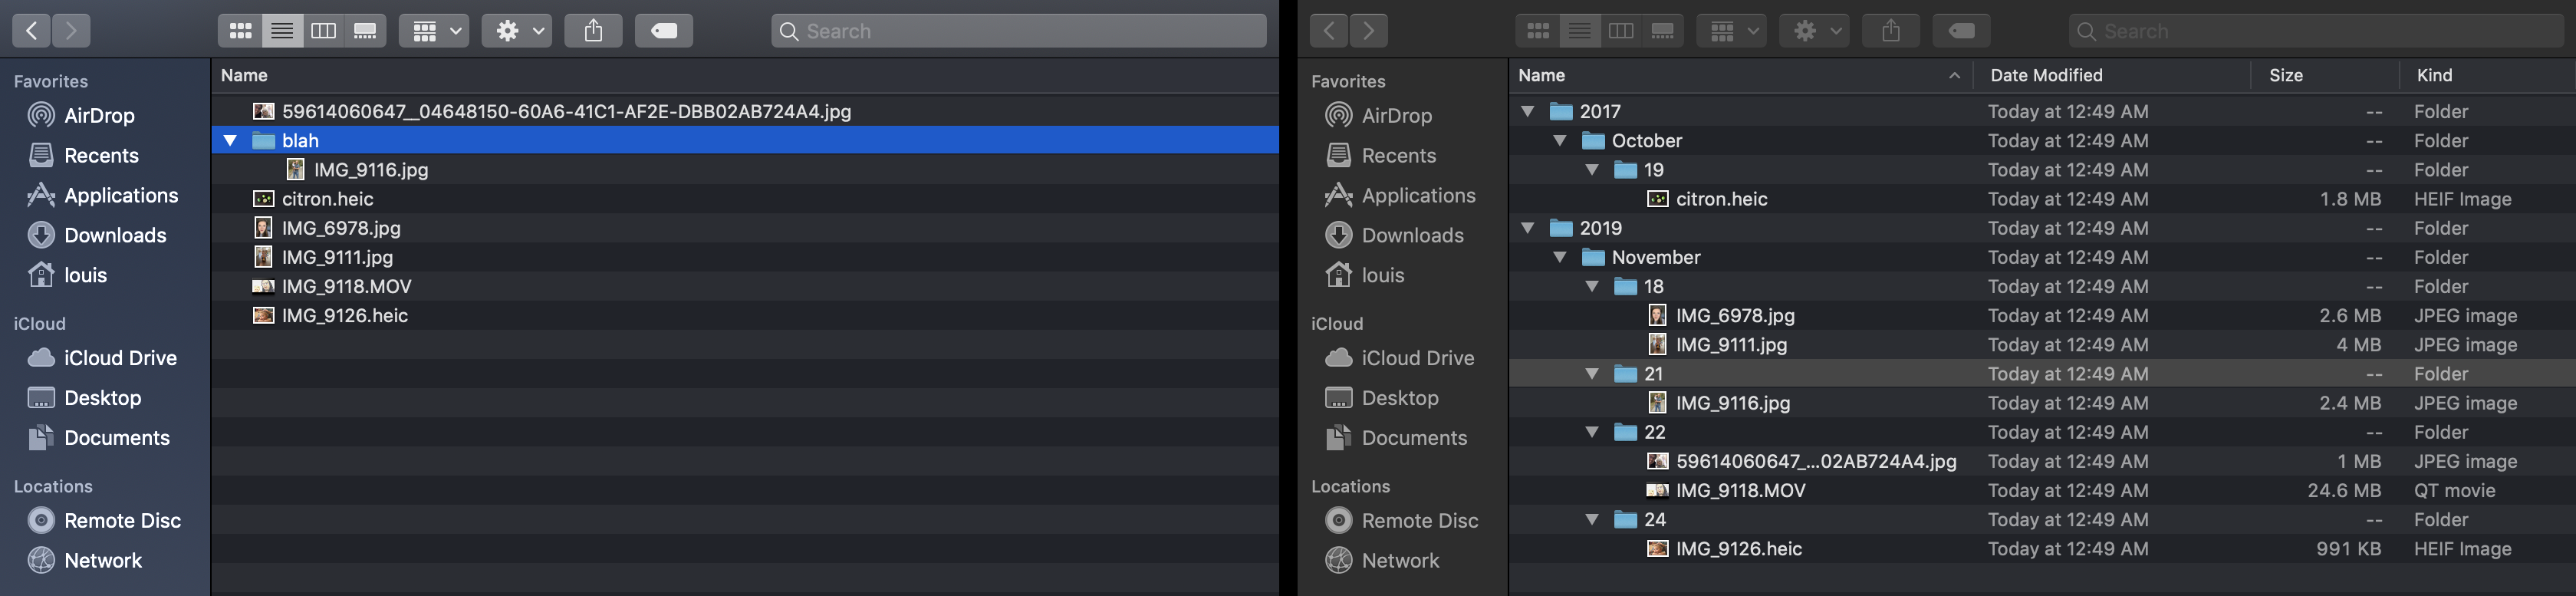 Search
Favorites
AirDrop
Recents
Applications
Downloads
louis
iCloud
iCloud Drive
Desktop
Documents
Locations
Remote Disc
Network
Name
59614060647__04648150-60A6-41C1-AF2E-DBB02AB724A4.jpg
blah
IMG_9116.jpg
citron.heic
IMG_6978.jpg
IMG_9111.jpg
IMG_9118.MOV
IMG_9126.heic
Search
Favorites
AirDrop
Recents
Applications
Downloads
louis
iCloud
iCloud Drive
Desktop
Documents
Locations
Remote Disc
Network
Name Date Modified Size Kind
2017 Today at 12:49 AM -- Folder
October Today at 12:49 AM -- Folder
19 Today at 12:49 AM -- Folder
citron.heic Today at 12:49 AM 1.8 MB HEIF Image
2019 Today at 12:49 AM -- Folder
November Today at 12:49 AM -- Folder
18 Today at 12:49 AM -- Folder
IMG_6978.jpg Today at 12:49 AM 2.6 MB JPEG image
IMG_9111.jpg Today at 12:49 AM 4 MB JPEG image
21 Today at 12:49 AM -- Folder
IMG_9116.jpg Today at 12:49 AM 2.4 MB JPEG image
22 Today at 12:49 AM -- Folder
59614060647_...02AB724A4.jpg Today at 12:49 AM 1 MB JPEG image
IMG_9118.MOV Today at 12:49 AM 24.6 MB QT movie
24 Today at 12:49 AM -- Folder
IMG_9126.heic Today at 12:49 AM 991 KB HEIF Image